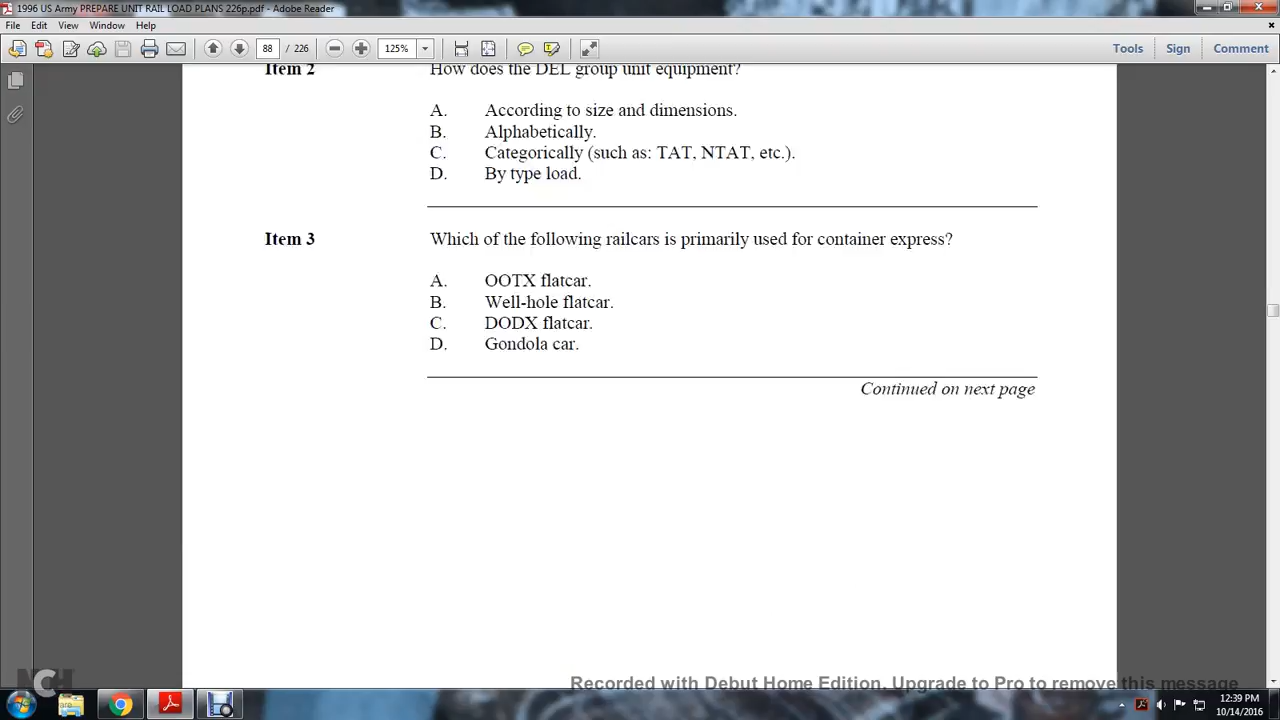 1996 US Army PREPARE UNIT RAIL LOAD PLANS 226p.pdf - Adobe Reader
File Edit View Window Help
88 / 226 125% Tools Sign Comment
Item 2 How does the DEL group unit equipment?
A. According to size and dimensions.
B. Alphabetically.
C. Categorically (such as: TAT, NTAT, etc.).
D. By type load.
Item 3 Which of the following railcars is primarily used for container express?
A. OOTX flatcar.
B. Well-hole flatcar.
C. DODX flatcar.
D. Gondola car.
Continued on next page
NCH
Recorded with Debut Home Edition. Upgrade to Pro to remove this message
12:39 PM
10/14/2016